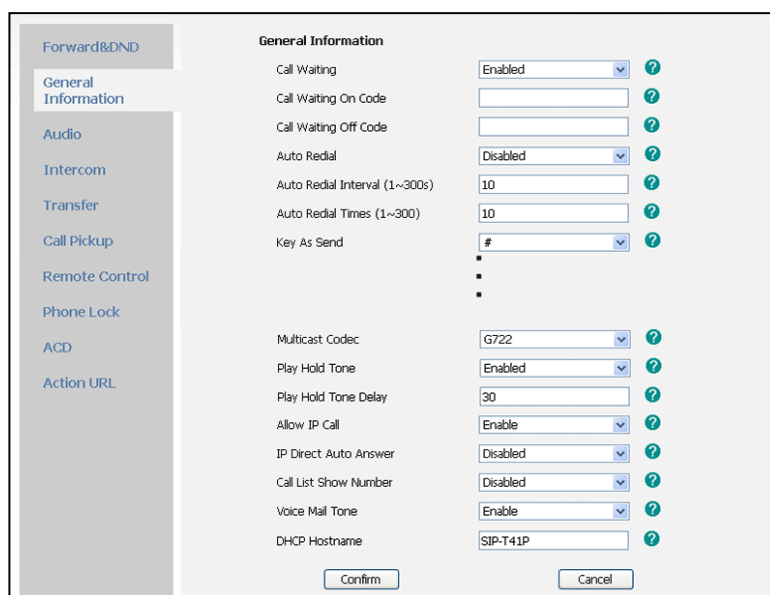 Forward&DND
General
Information
Audio
Intercom
Transfer
Call Pickup
Remote Control
Phone Lock
ACD
Action URL
General Information
Call Waiting Enabled ?
Call Waiting On Code ?
Call Waiting Off Code ?
Auto Redial Disabled ?
Auto Redial Interval (1~300s) 10 ?
Auto Redial Times (1~300) 10 ?
Key As Send # ?
Multicast Codec G722 ?
Play Hold Tone Enabled ?
Play Hold Tone Delay 30 ?
Allow IP Call Enable ?
IP Direct Auto Answer Disabled ?
Call List Show Number Disabled ?
Voice Mail Tone Enable ?
DHCP Hostname SIP-T41P ?
Confirm Cancel